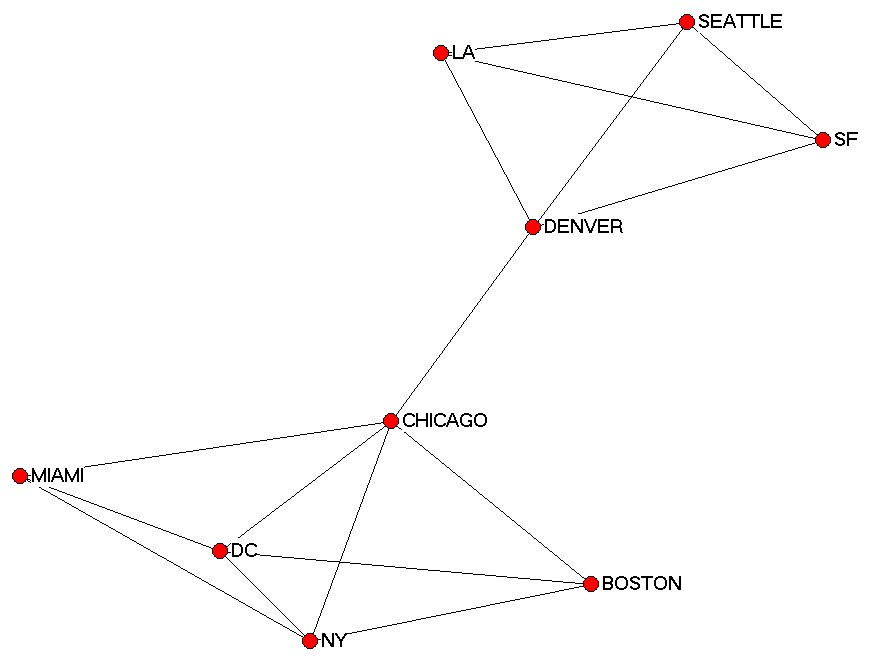 SEATTLE
LA
SF
DENVER
CHICAGO
MIAMI
DC
BOSTON
NY